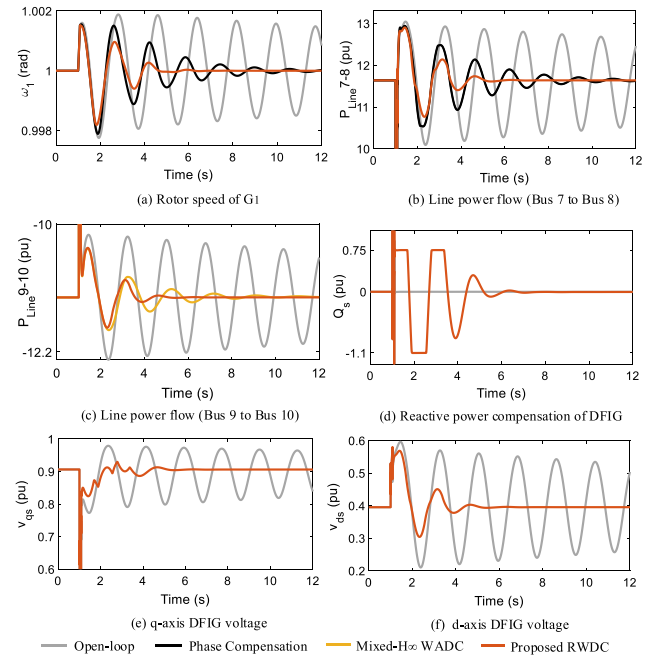 1.002
1
0.998
ω1 (rad)
0 2 4 6 8 10 12
Time (s)
(a) Rotor speed of G1
13
12
11
10
PLine7-8 (pu)
0 2 4 6 8 10 12
Time (s)
(b) Line power flow (Bus 7 to Bus 8)
-10
-12.2
PLine9-10 (pu)
0 2 4 6 8 10 12
Time (s)
(c) Line power flow (Bus 9 to Bus 10)
0.75
0
-1.1
Qs (pu)
0 2 4 6 8 10 12
Time (s)
(d) Reactive power compensation of DFIG
1
0.9
0.8
0.7
0.6
vqs (pu)
0 2 4 6 8 10 12
Time (s)
(e) q-axis DFIG voltage
0.6
0.5
0.4
0.3
0.2
vds (pu)
0 2 4 6 8 10 12
Time (s)
(f) d-axis DFIG voltage
Open-loop Phase Compensation Mixed-H∞ WADC Proposed RWDC